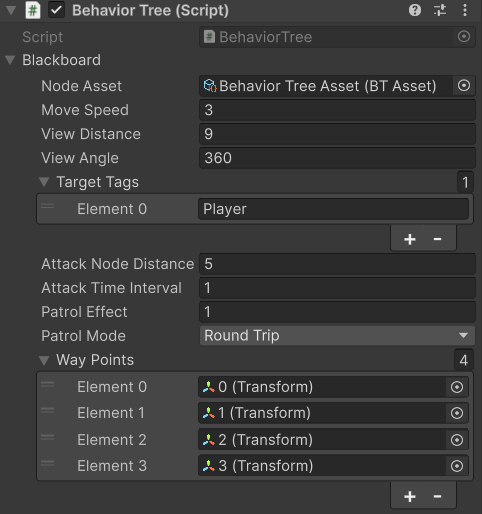 Behavior Tree (Script)
Script BehaviorTree
Blackboard
Node Asset Behavior Tree Asset (BT Asset)
Move Speed 3
View Distance 9
View Angle 360
Target Tags 1
Element 0 Player
+ -
Attack Node Distance 5
Attack Time Interval 1
Patrol Effect 1
Patrol Mode Round Trip
Way Points 4
Element 0 0 (Transform)
Element 1 1 (Transform)
Element 2 2 (Transform)
Element 3 3 (Transform)
+ -